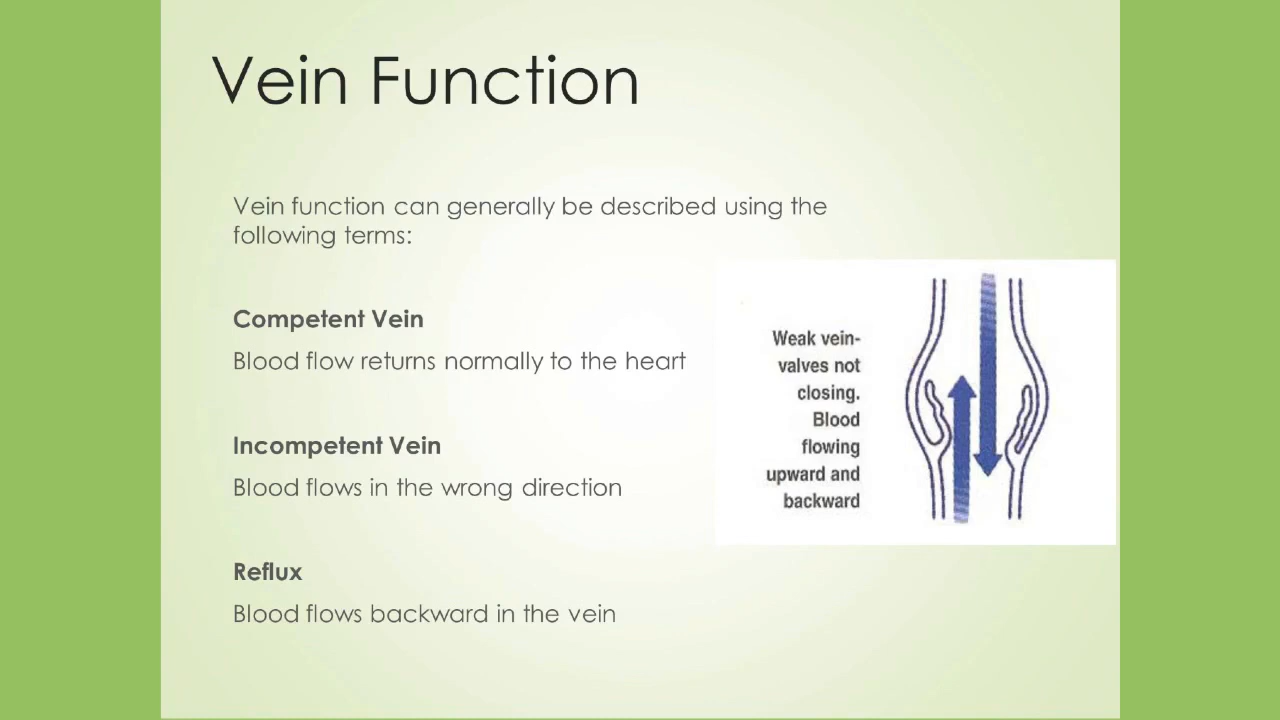 Vein Function
Vein function can generally be described using the
following terms:
Competent Vein
Blood flow returns normally to the heart
Incompetent Vein
Blood flows in the wrong direction
Reflux
Blood flows backward in the vein
Weak vein-
valves not
closing.
Blood
flowing
upward and
backward